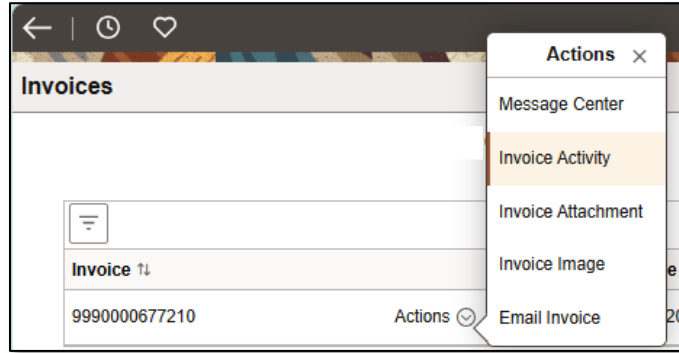 Actions ×
Invoices
Message Center
Invoice Activity
Invoice Attachment
Invoice Image
Invoice ↑↓
9990000677210 Actions
Email Invoice